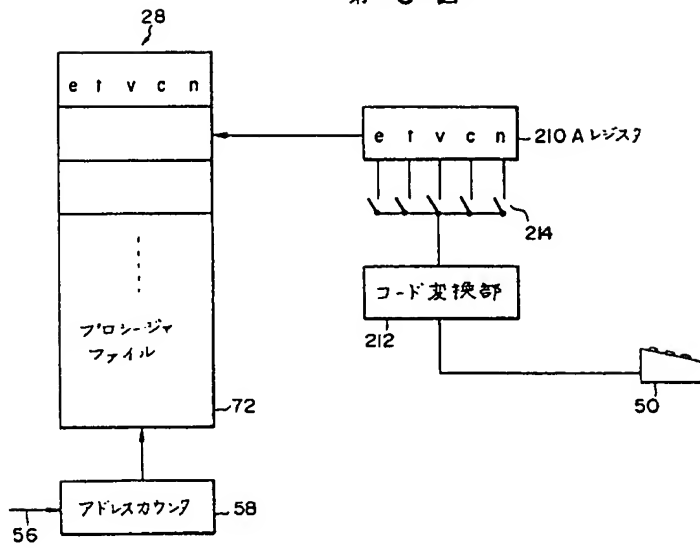 28
e t v c n
e t v c n
210 Aレジスタ
214
コード変換部
212
50
プロシージャ
ファイル
72
アドレスカウンタ
58
56